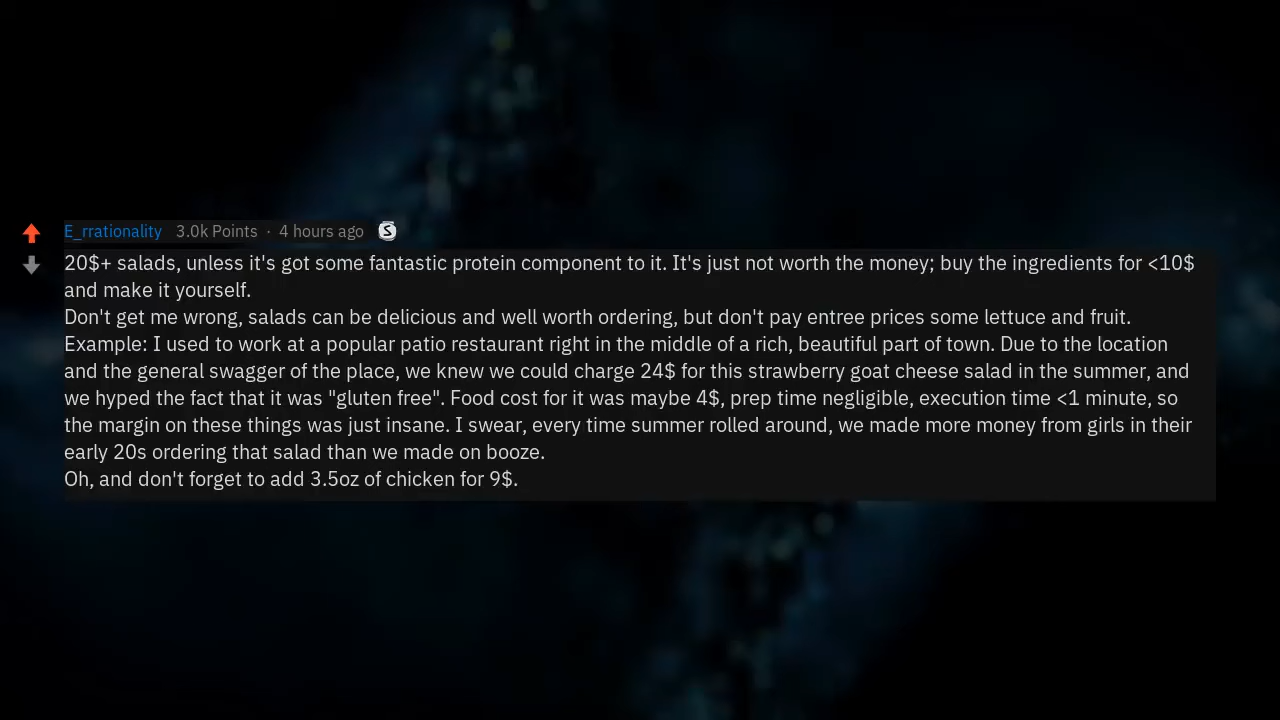 E_rrationality 3.0k Points · 4 hours ago S
20$+ salads, unless it's got some fantastic protein component to it. It's just not worth the money; buy the ingredients for <10$
and make it yourself.
Don't get me wrong, salads can be delicious and well worth ordering, but don't pay entree prices some lettuce and fruit.
Example: I used to work at a popular patio restaurant right in the middle of a rich, beautiful part of town. Due to the location
and the general swagger of the place, we knew we could charge 24$ for this strawberry goat cheese salad in the summer, and
we hyped the fact that it was "gluten free". Food cost for it was maybe 4$, prep time negligible, execution time <1 minute, so
the margin on these things was just insane. I swear, every time summer rolled around, we made more money from girls in their
early 20s ordering that salad than we made on booze.
Oh, and don't forget to add 3.5oz of chicken for 9$.